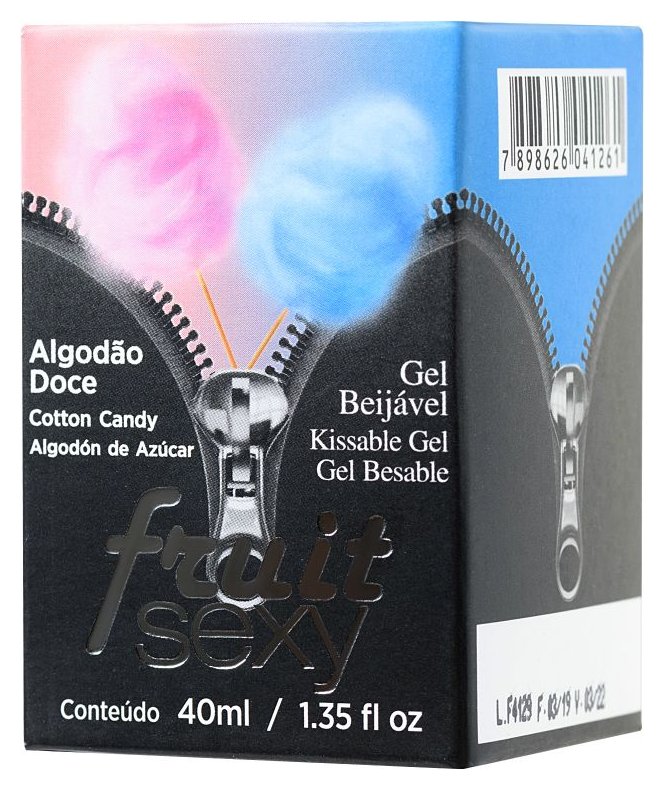 7 898626 041261
Algodão
Doce
Cotton Candy
Algodón de Azúcar
Gel
Beijável
Kissable Gel
Gel Besable
fruit
sexy
Conteúdo 40ml / 1.35 fl oz
L.F4129 F.03/19 V.03/22